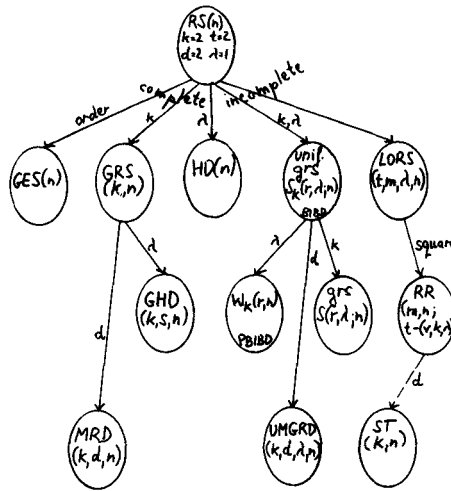 RS(n)
k=2 t=2
d=2 λ=1
complete
incomplete
order
k
λ
k,λ
GES(n)
GRS
(k,n)
HD(n)
unif.
grs
S_k(r,λ;n)
BIBD
LORS
(t,m,λ,n)
λ
λ
d
k
square
d
GHD
(k,s,n)
W_k(r,n)
PBIBD
grs
S(r,λ;n)
RR
(m,n;
t-(v,k,λ)
d
MRD
(k,d,n)
UMGRD
(k,d,λ,n)
ST
(k,n)